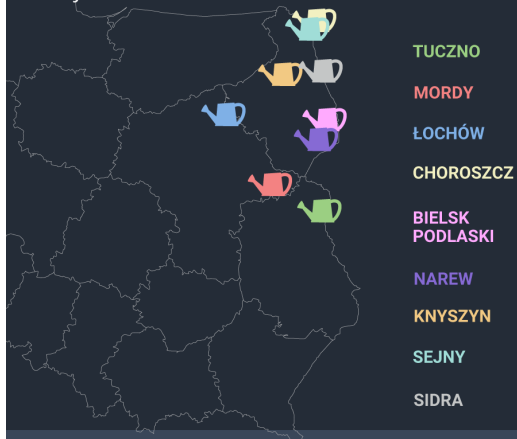 TUCZNO
MORDY
ŁOCHÓW
CHOROSZCZ
BIELSK
PODLASKI
NAREW
KNYSZYN
SEJNY
SIDRA